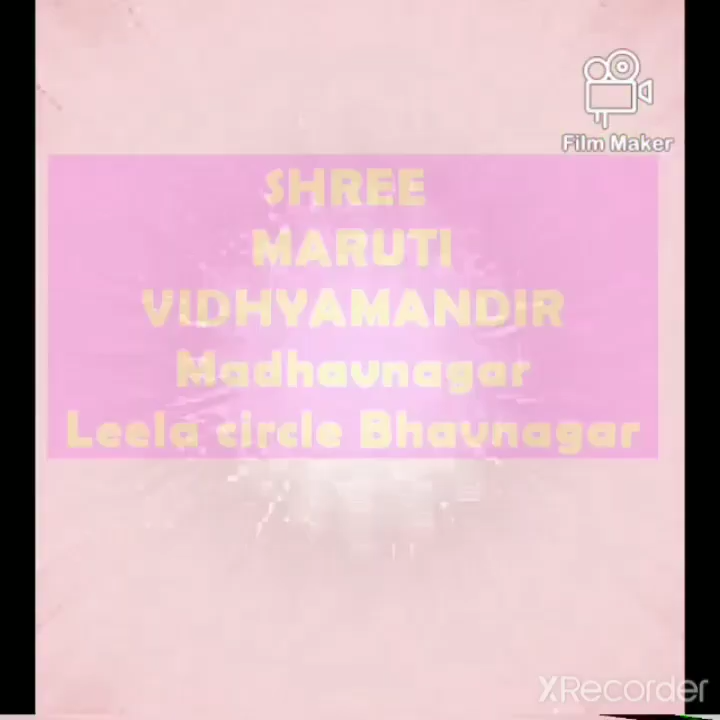 Film Maker
SHREE
MARUTI
VIDHYAMANDIR
Madhavnagar
Leela circle Bhavnagar
XRecorder